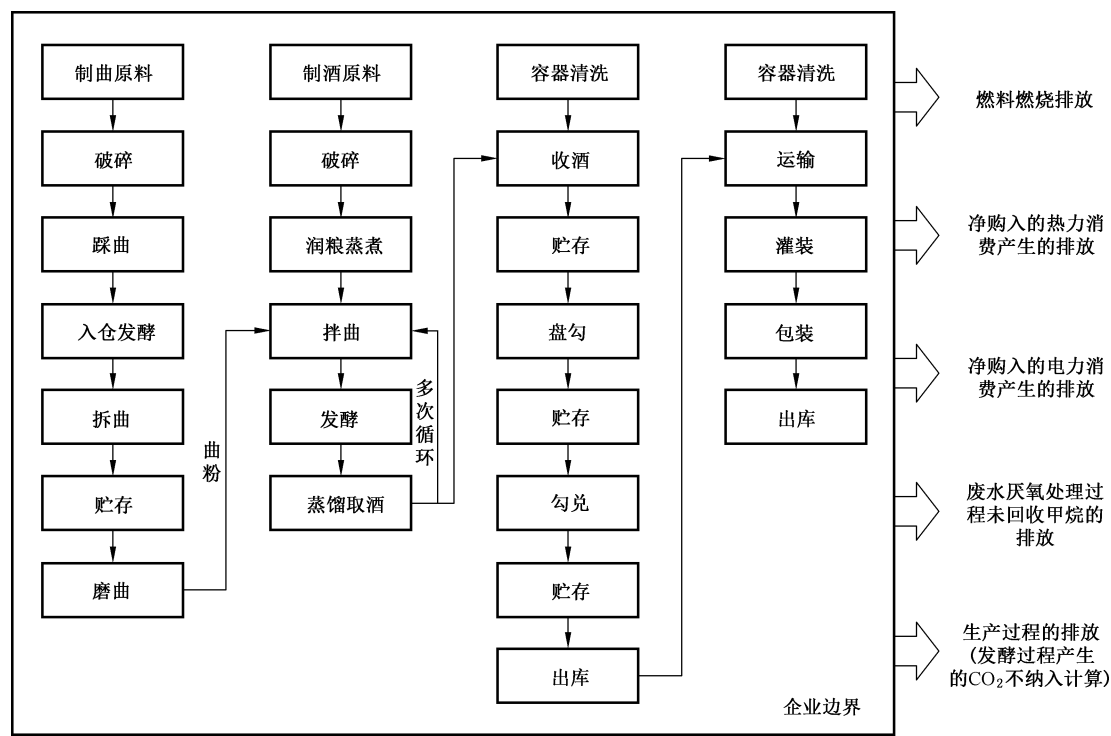 制曲原料
破碎
踩曲
入仓发酵
拆曲
贮存
磨曲
曲
粉
制酒原料
破碎
润粮蒸煮
拌曲
发酵
蒸馏取酒
多
次
循
环
容器清洗
收酒
贮存
盘勾
贮存
勾兑
贮存
出库
容器清洗
运输
灌装
包装
出库
企业边界
燃料燃烧排放
净购入的热力消
费产生的排放
净购入的电力消
费产生的排放
废水厌氧处理过
程未回收甲烷的
排放
生产过程的排放
(发酵过程产生
的CO₂不纳入计算)